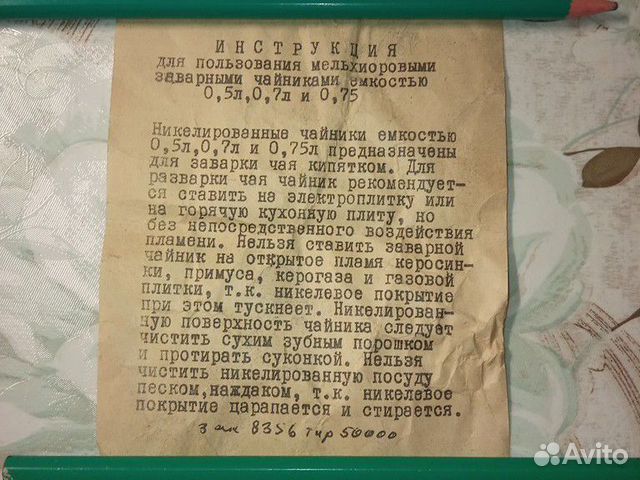 ИНСТРУКЦИЯ
для пользования мельхиоровыми
заварными чайниками емкостью
0,5л,0,7л и 0,75
Никелированные чайники емкостью
0,5л,0,7л и 0,75л предназначены
для заварки чая кипятком. Для
разварки чая чайник рекомендует-
ся ставить на электроплитку или
на горячую кухонную плиту, но
без непосредственного воздействия
пламени. Нельзя ставить заварной
чайник на открытое пламя керосин-
ки, примуса, керогаза и газовой
плитки, т.к. никелевое покрытие
при этом тускнеет. Никелирован-
ную поверхность чайника следует
чистить сухим зубным порошком
и протирать суконкой. Нельзя
чистить никелированную посуду
песком,наждаком, т.к. никелевое
покрытие царапается и стирается.
зак 8356 тир 50000
Avito